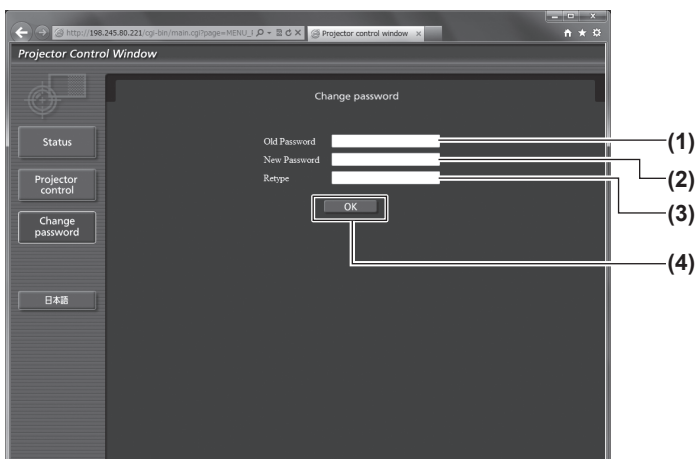 http://198.245.80.221/cgi-bin/main.cgi?page=MENU_
Projector control window
Projector Control Window
Change password
Old Password
(1)
Status
New Password
(2)
Projector
control
Retype
(3)
OK
Change
password
(4)
日本語